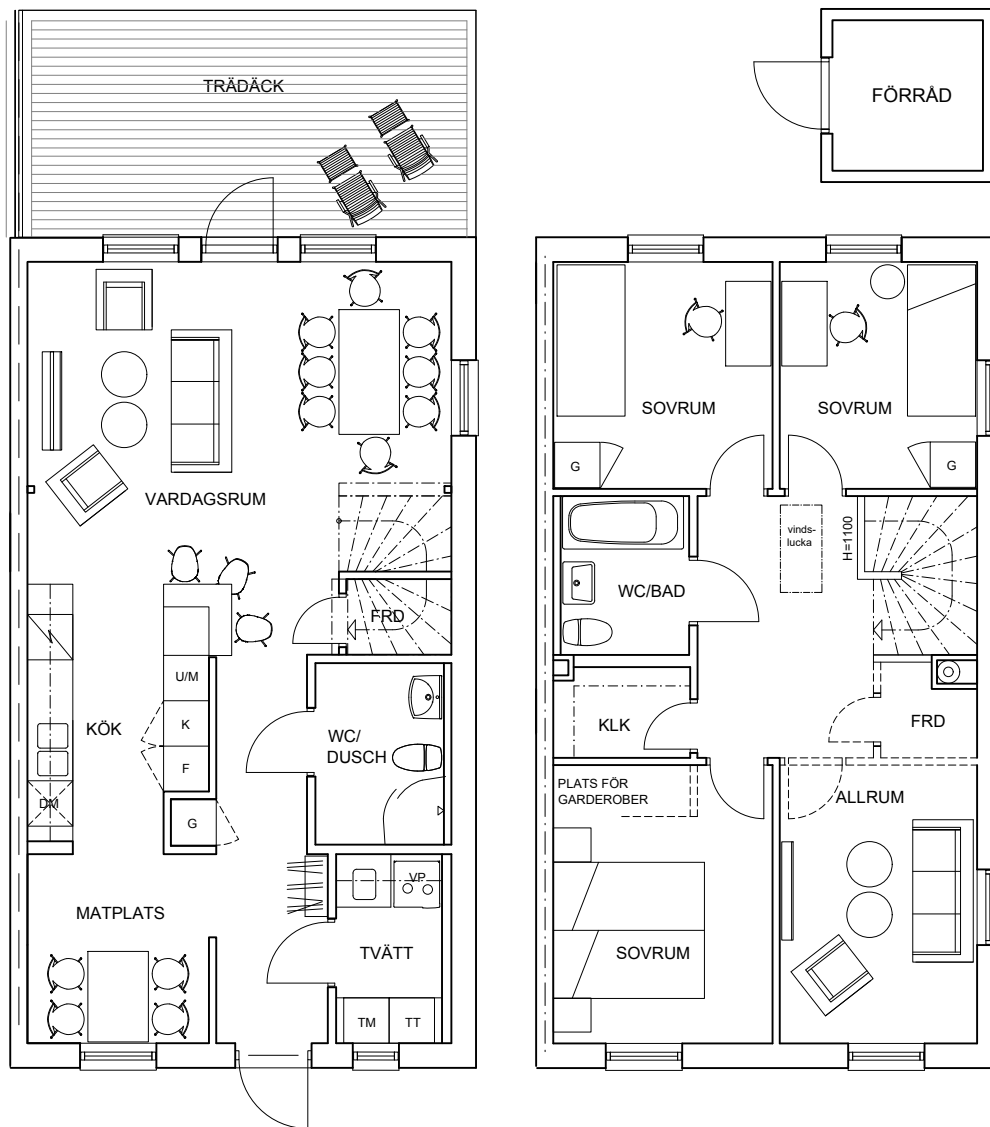 TRÄDÄCK
VARDAGSRUM
FRD
U/M
K
KÖK
F
WC/
DUSCH
DM
G
VP
MATPLATS
TVÄTT
TM
TT
FÖRRÅD
SOVRUM
SOVRUM
G
G
vinds-
lucka
H=1100
WC/BAD
KLK
FRD
PLATS FÖR
GARDEROBER
ALLRUM
SOVRUM